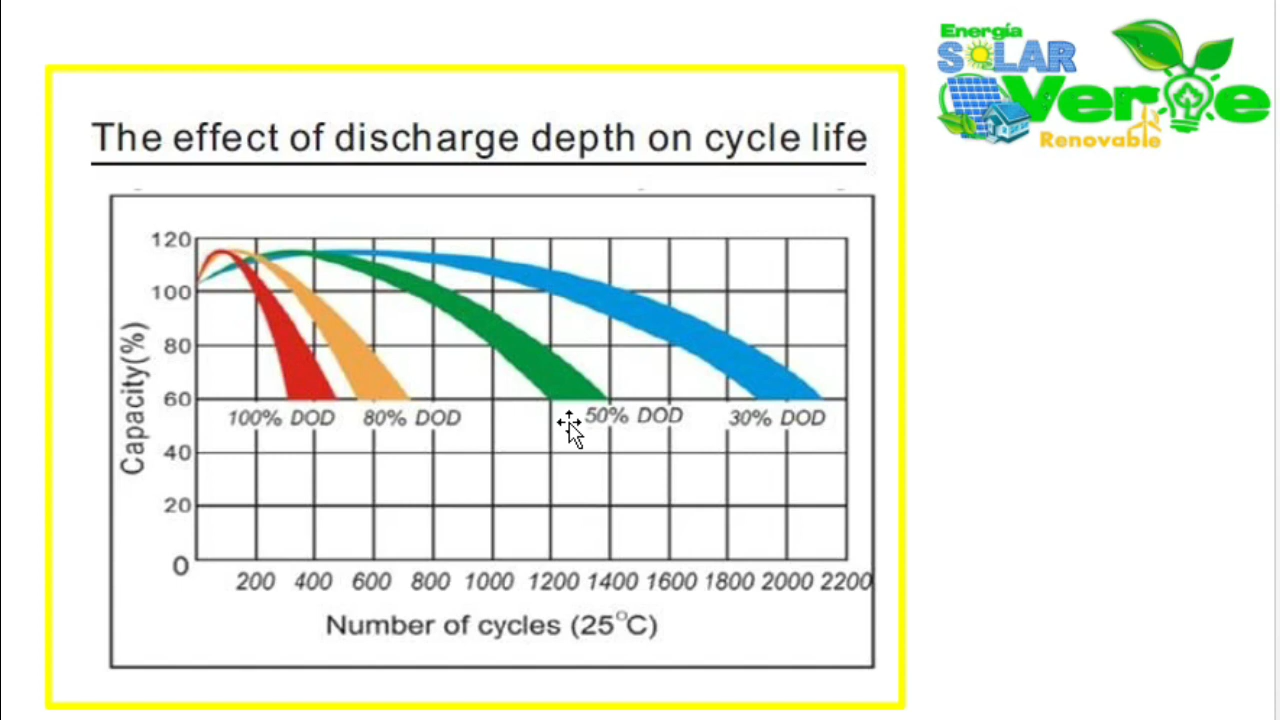 Energía
SOLAR
Verde
Renovable
The effect of discharge depth on cycle life
120
100
80
60
40
20
0
Capacity(%)
100% DOD
80% DOD
50% DOD
30% DOD
200 400 600 800 1000 1200 1400 1600 1800 2000 2200
Number of cycles (25°C)